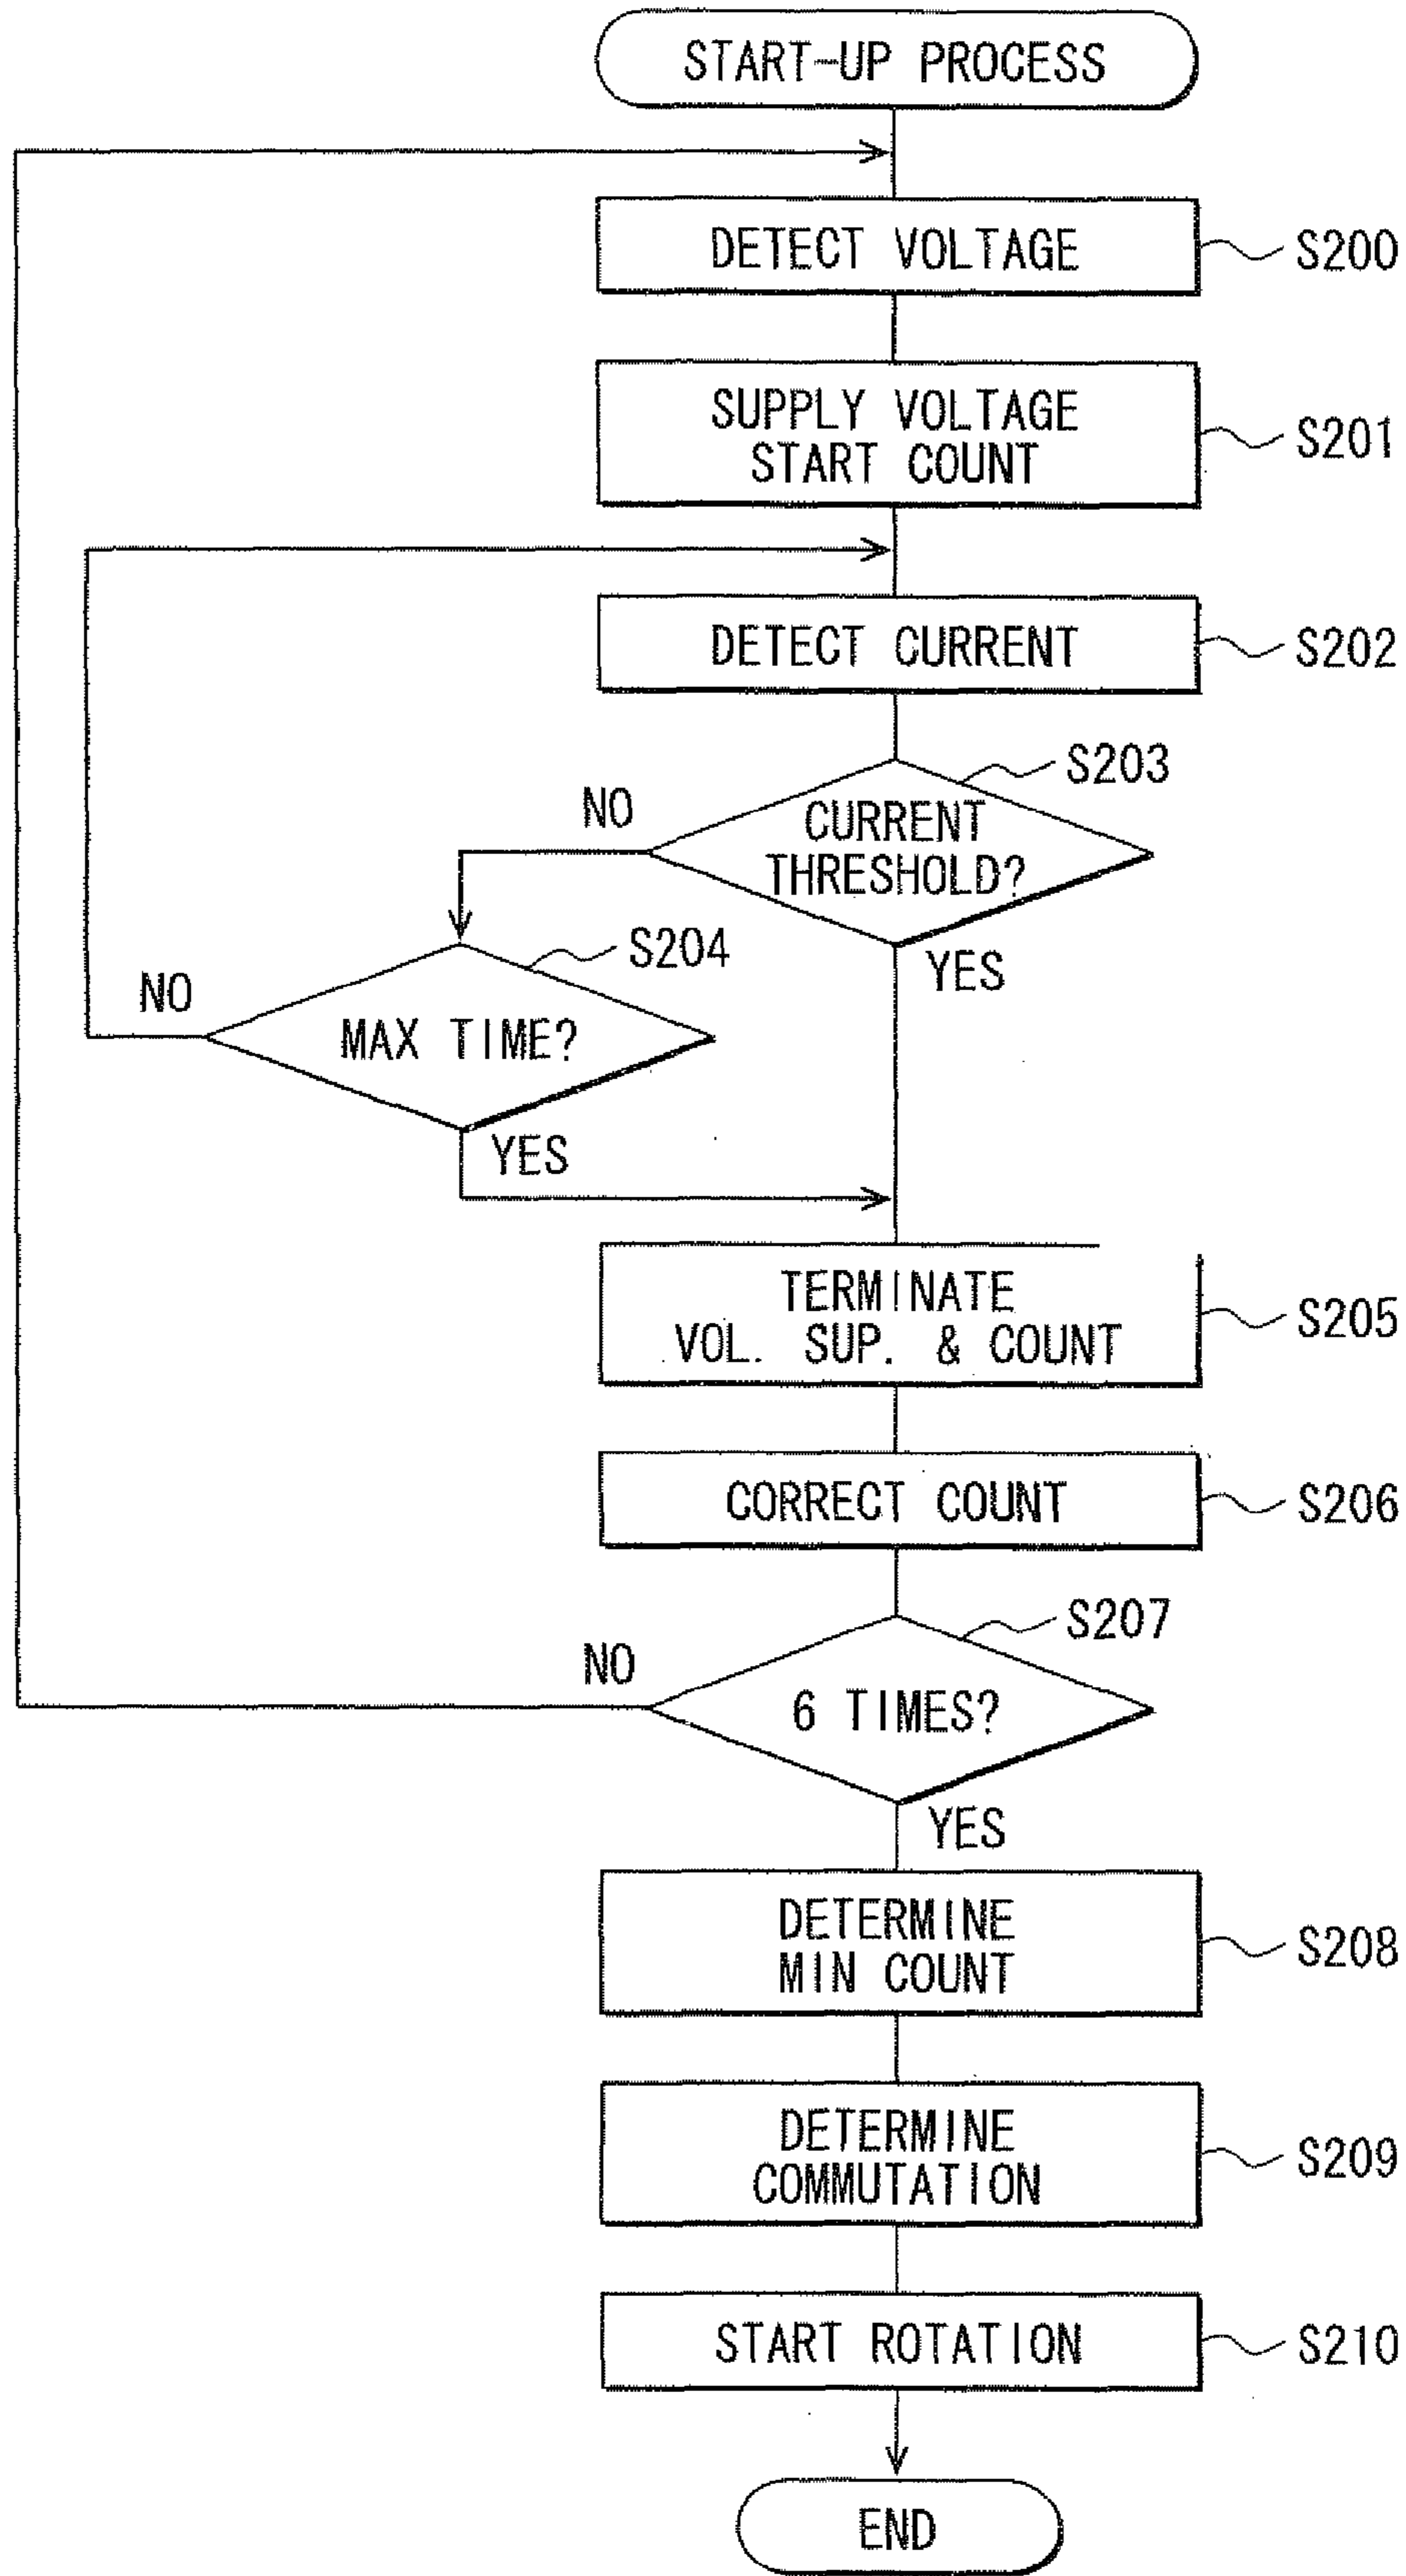 START-UP PROCESS
DETECT VOLTAGE
S200
SUPPLY VOLTAGE
START COUNT
S201
DETECT CURRENT
S202
S203
NO
CURRENT
THRESHOLD?
YES
S204
NO
MAX TIME?
YES
TERMINATE
VOL. SUP. & COUNT
S205
CORRECT COUNT
S206
S207
NO
6 TIMES?
YES
DETERMINE
MIN COUNT
S208
DETERMINE
COMMUTATION
S209
START ROTATION
S210
END